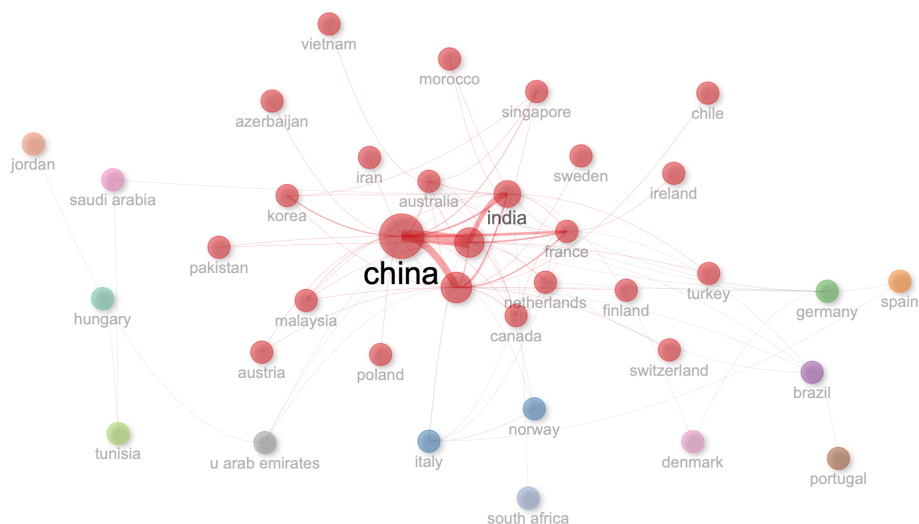 vietnam
morocco
singapore
chile
azerbaijan
jordan
iran
sweden
saudi arabia
ireland
australia
korea
india
pakistan
france
china
turkey
netherlands
finland
germany
spain
hungary
malaysia
canada
austria
poland
switzerland
brazil
norway
tunisia
u arab emirates
italy
denmark
portugal
south africa